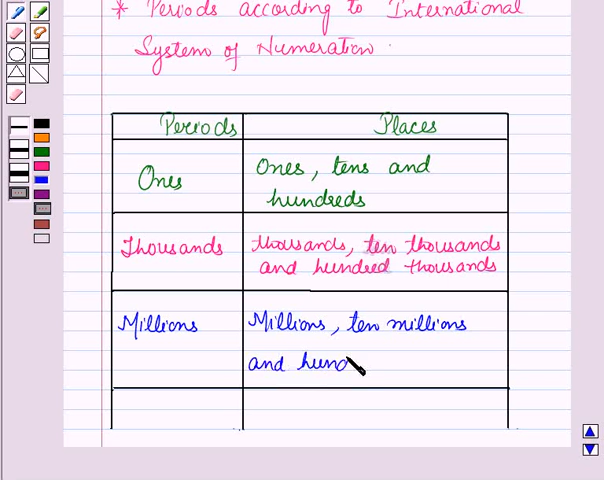 * Periods according to International
System of Numeration.
Periods Places
Ones Ones, tens and
hundreds
Thousands thousands, ten thousands
and hundred thousands
Millions Millions, ten millions
and hund